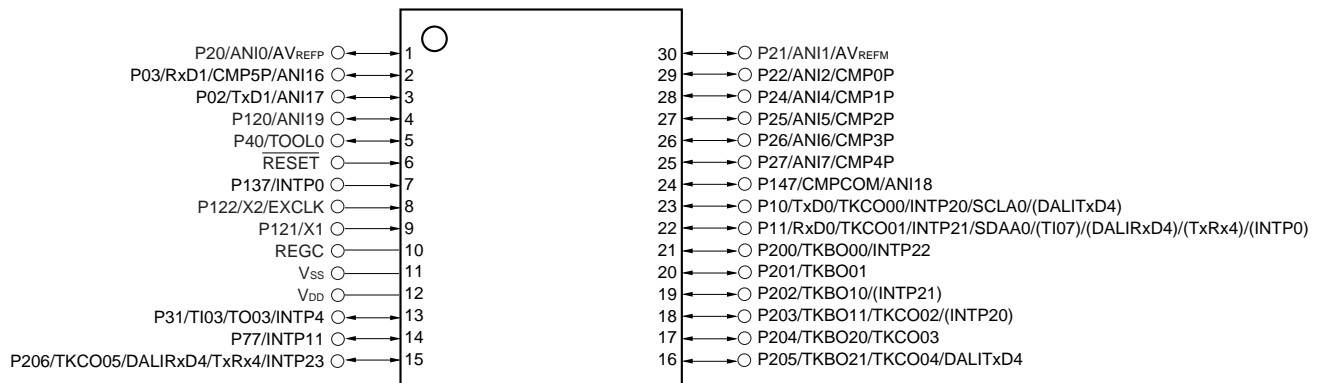 P20/ANI0/AVREFP 1 30 P21/ANI1/AVREFM
P03/RxD1/CMP5P/ANI16 2 29 P22/ANI2/CMP0P
P02/TxD1/ANI17 3 28 P24/ANI4/CMP1P
P120/ANI19 4 27 P25/ANI5/CMP2P
P40/TOOL0 5 26 P26/ANI6/CMP3P
RESET 6 25 P27/ANI7/CMP4P
P137/INTP0 7 24 P147/CMPCOM/ANI18
P122/X2/EXCLK 8 23 P10/TxD0/TKCO00/INTP20/SCLA0/(DALITxD4)
P121/X1 9 22 P11/RxD0/TKCO01/INTP21/SDAA0/(TI07)/(DALIRxD4)/(TxRx4)/(INTP0)
REGC 10 21 P200/TKBO00/INTP22
VSS 11 20 P201/TKBO01
VDD 12 19 P202/TKBO10/(INTP21)
P31/TI03/TO03/INTP4 13 18 P203/TKBO11/TKCO02/(INTP20)
P77/INTP11 14 17 P204/TKBO20/TKCO03
P206/TKCO05/DALIRxD4/TxRx4/INTP23 15 16 P205/TKBO21/TKCO04/DALITxD4